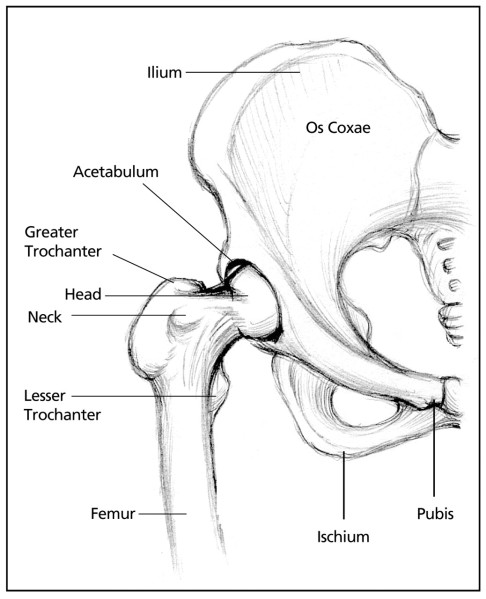 Ilium
Os Coxae
Acetabulum
Greater
Trochanter
Head
Neck
Lesser
Trochanter
Femur
Pubis
Ischium